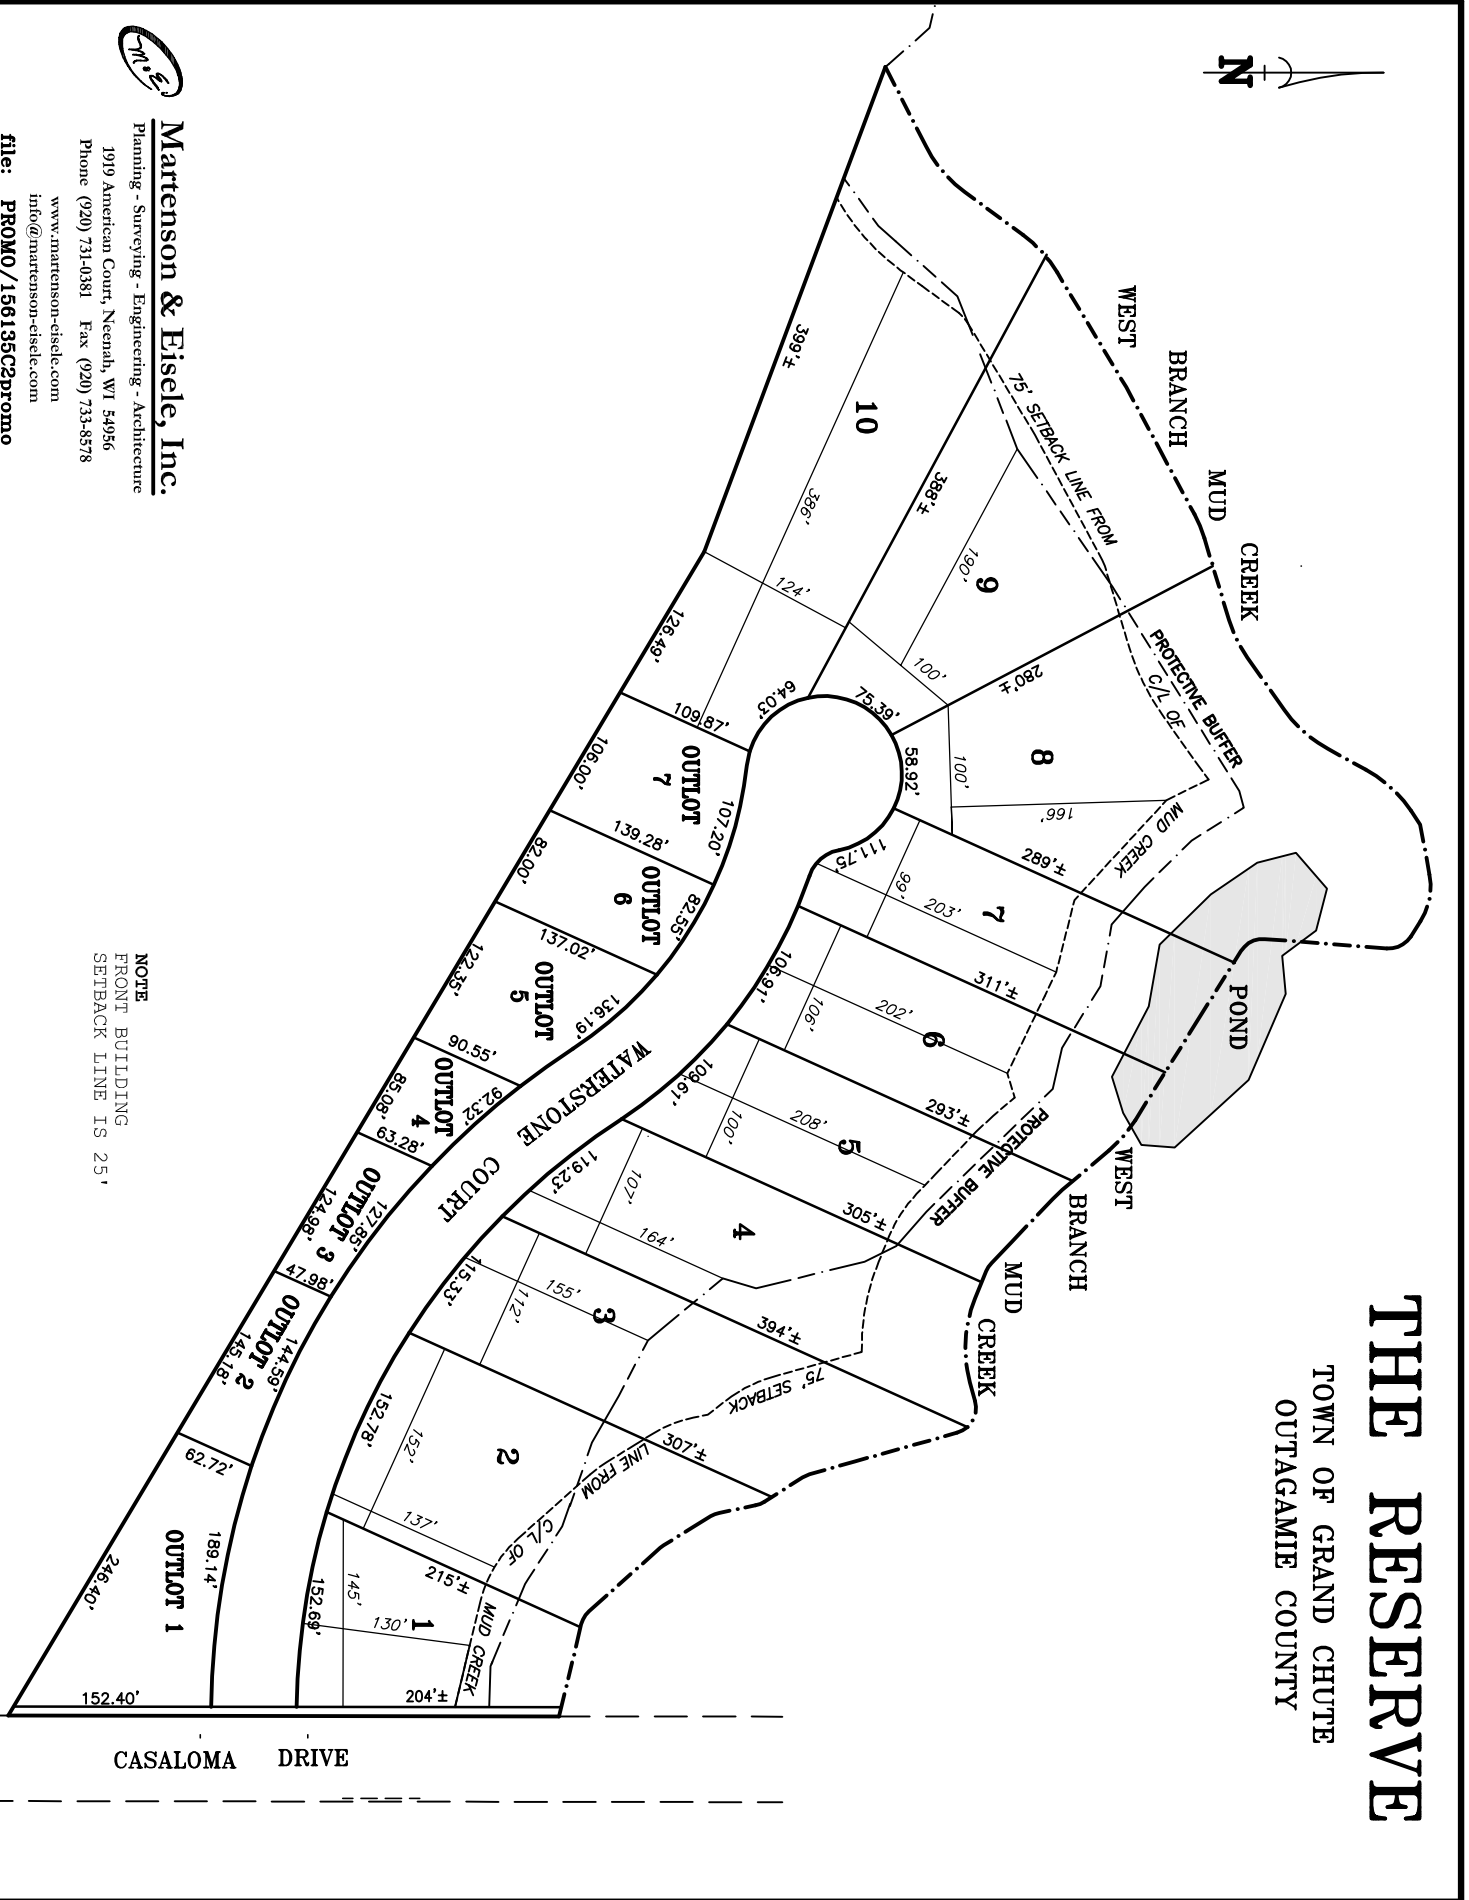 THE RESERVE
TOWN OF GRAND CHUTE
OUTAGAMIE COUNTY
N
WEST BRANCH MUD CREEK
75' SETBACK LINE FROM
C/L OF
MUD CREEK
PROTECTIVE BUFFER
POND
WEST BRANCH MUD CREEK
PROTECTIVE BUFFER
75' SETBACK
LINE FROM
C/L OF
MUD CREEK
10
399'±
386'
124'
126.49'
64.03'
388'±
9
190'
100'
75.39'
280'±
8
100'
166'
58.92'
289'±
7
99'
203'
111.75'
311'±
6
202'
106'
106.91'
293'±
5
208'
100'
109.61'
305'±
4
107'
164'
119.23'
394'±
3
155'
112'
115.33'
307'±
2
152'
137'
152.78'
215'±
1
145'
130'
152.69'
204'±
WATERSTONE COURT
109.87'
OUTLOT
7
106.00'
107.20'
139.28'
OUTLOT
6
82.00'
82.55'
137.02'
OUTLOT
5
122.35'
136.19'
90.55'
OUTLOT
4
85.08'
92.32'
63.28'
OUTLOT 3
124.98'
127.85'
47.98'
OUTLOT 2
145.18'
144.59'
62.72'
OUTLOT 1
246.40'
189.14'
152.40'
CASALOMA DRIVE
NOTE
FRONT BUILDING
SETBACK LINE IS 25'
M.E.
Martenson & Eisele, Inc.
Planning - Surveying - Engineering - Architecture
1919 American Court, Neenah, WI 54956
Phone (920) 731-0381 Fax (920) 733-8578
www.martenson-eisele.com
info@martenson-eisele.com
file: PROMO/156135C2promo